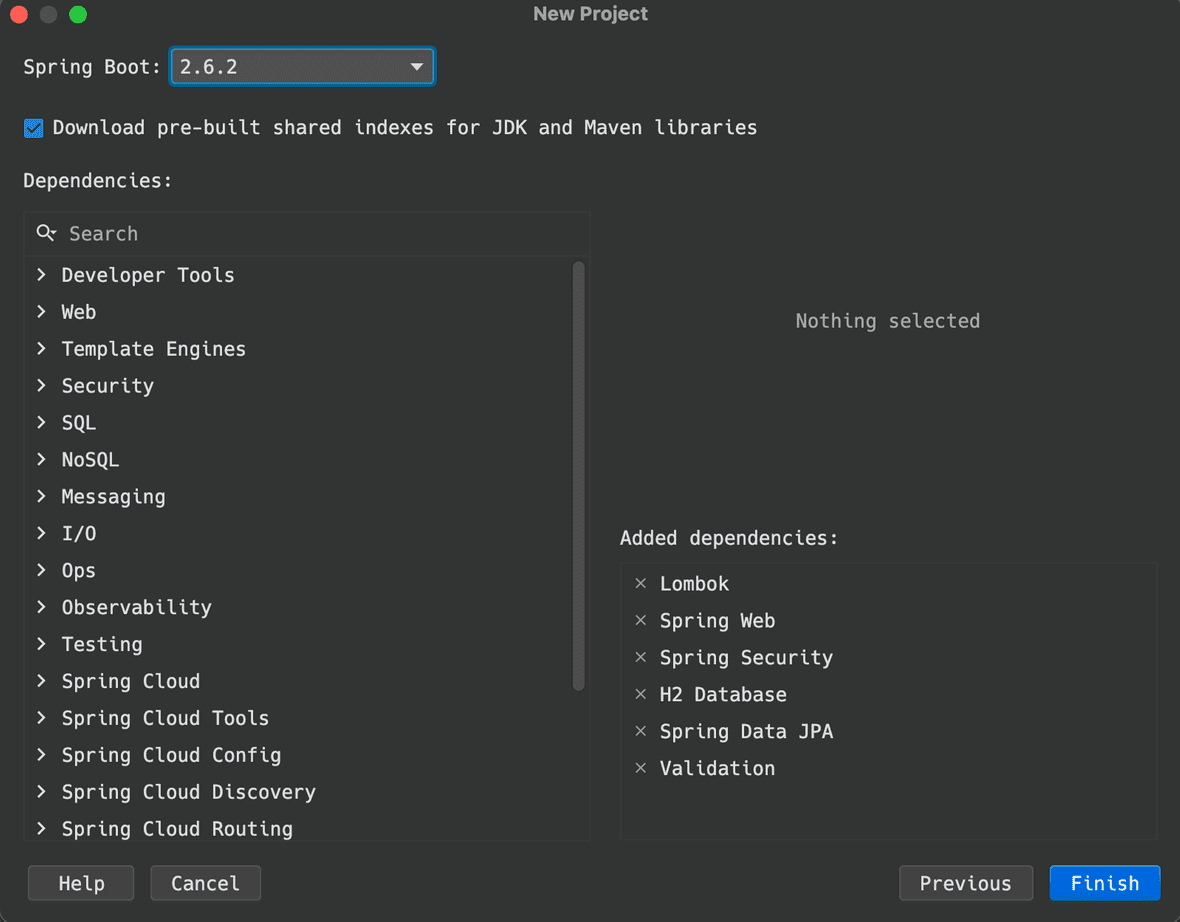 New Project
Spring Boot: 2.6.2
Download pre-built shared indexes for JDK and Maven libraries
Dependencies:
Search
Developer Tools
Web
Template Engines
Security
SQL
NoSQL
Messaging
I/O
Ops
Observability
Testing
Spring Cloud
Spring Cloud Tools
Spring Cloud Config
Spring Cloud Discovery
Spring Cloud Routing
Nothing selected
Added dependencies:
Lombok
Spring Web
Spring Security
H2 Database
Spring Data JPA
Validation
Help Cancel Previous Finish